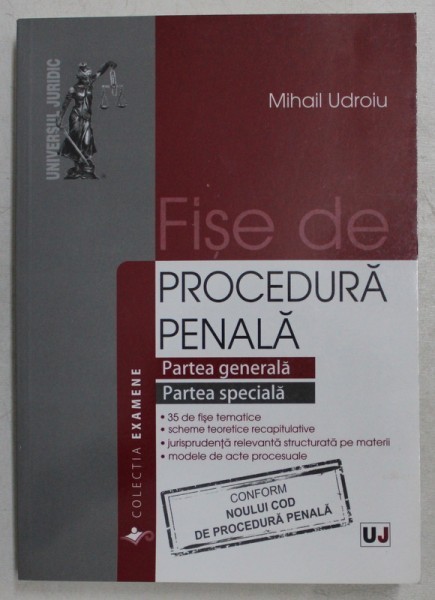 UNIVERSUL JURIDIC
Mihail Udroiu
Fișe de
PROCEDURĂ
PENALĂ
Partea generală
Partea specială
• 35 de fișe tematice
• scheme teoretice recapitulative
• jurisprudență relevantă structurată pe materii
• modele de acte procesuale
COLECȚIA EXAMENE
CONFORM
NOULUI COD
DE PROCEDURĂ PENALĂ
UJ